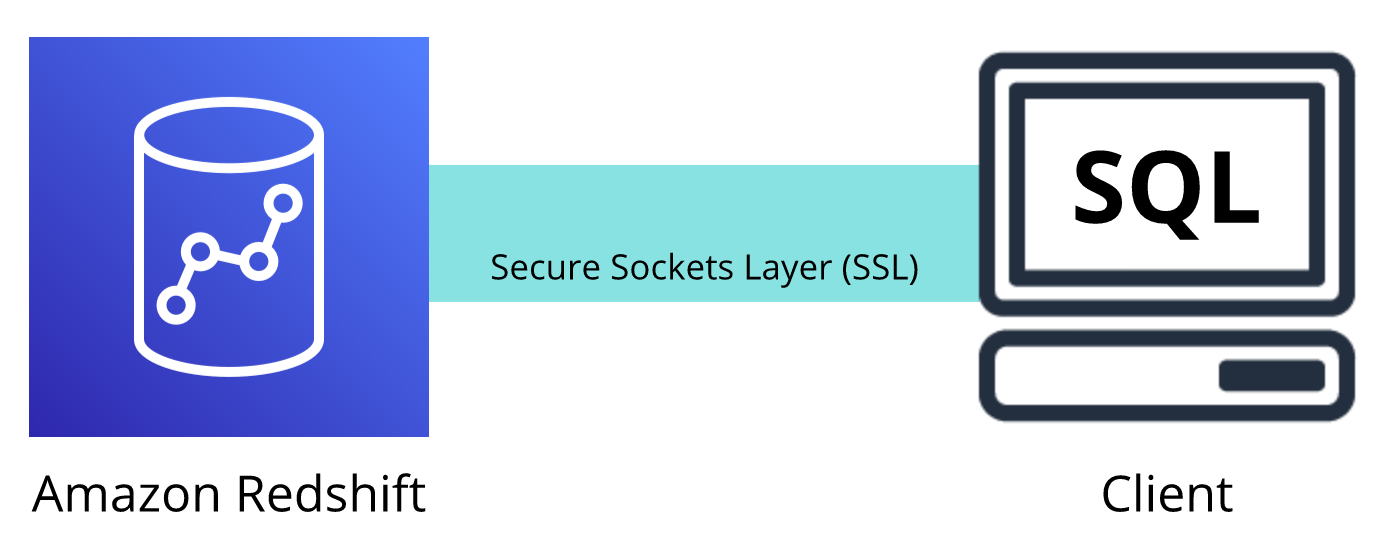 SQL
Secure Sockets Layer (SSL)
Amazon Redshift
Client